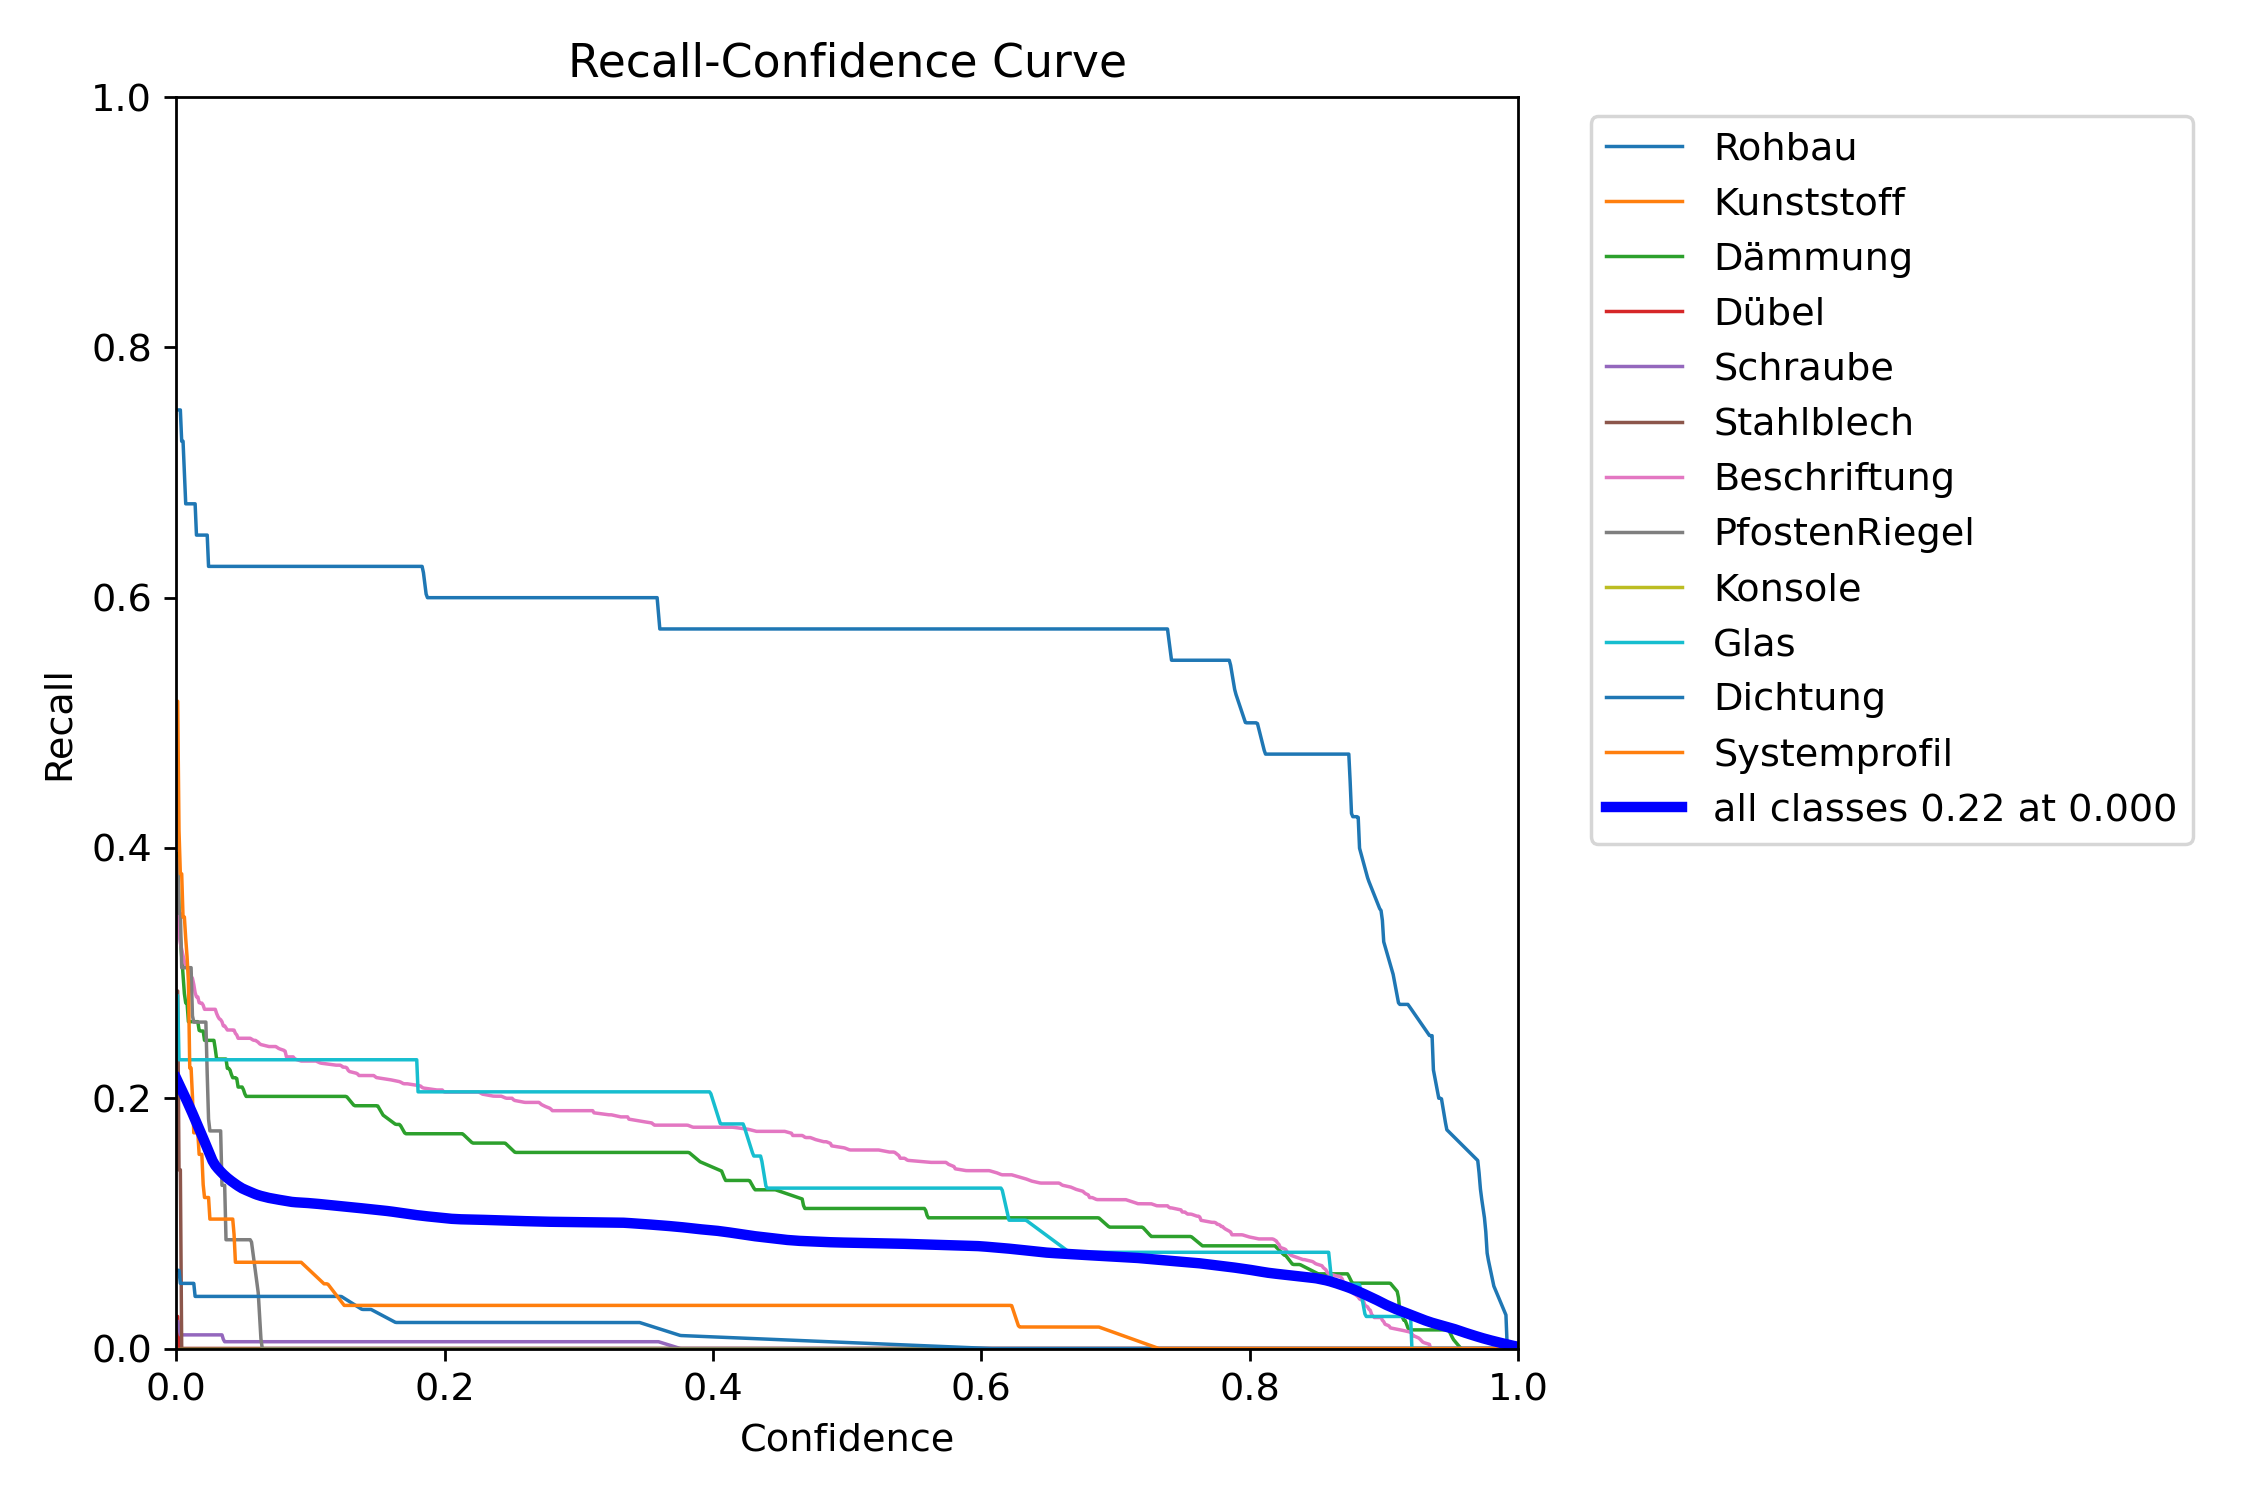 Recall-Confidence Curve
1.0
0.8
0.6
0.4
0.2
0.0
Recall
0.0 0.2 0.4 0.6 0.8 1.0
Confidence
Rohbau
Kunststoff
Dämmung
Dübel
Schraube
Stahlblech
Beschriftung
PfostenRiegel
Konsole
Glas
Dichtung
Systemprofil
all classes 0.22 at 0.000